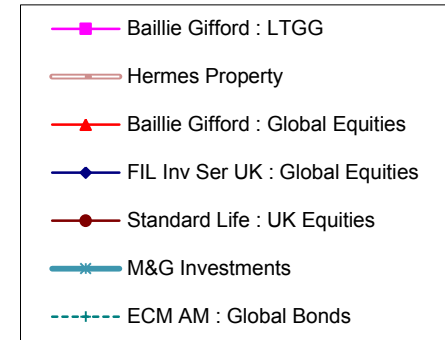 Baillie Gifford : LTGG
Hermes Property
Baillie Gifford : Global Equities
FIL Inv Ser UK : Global Equities
Standard Life : UK Equities
M&G Investments
ECM AM : Global Bonds